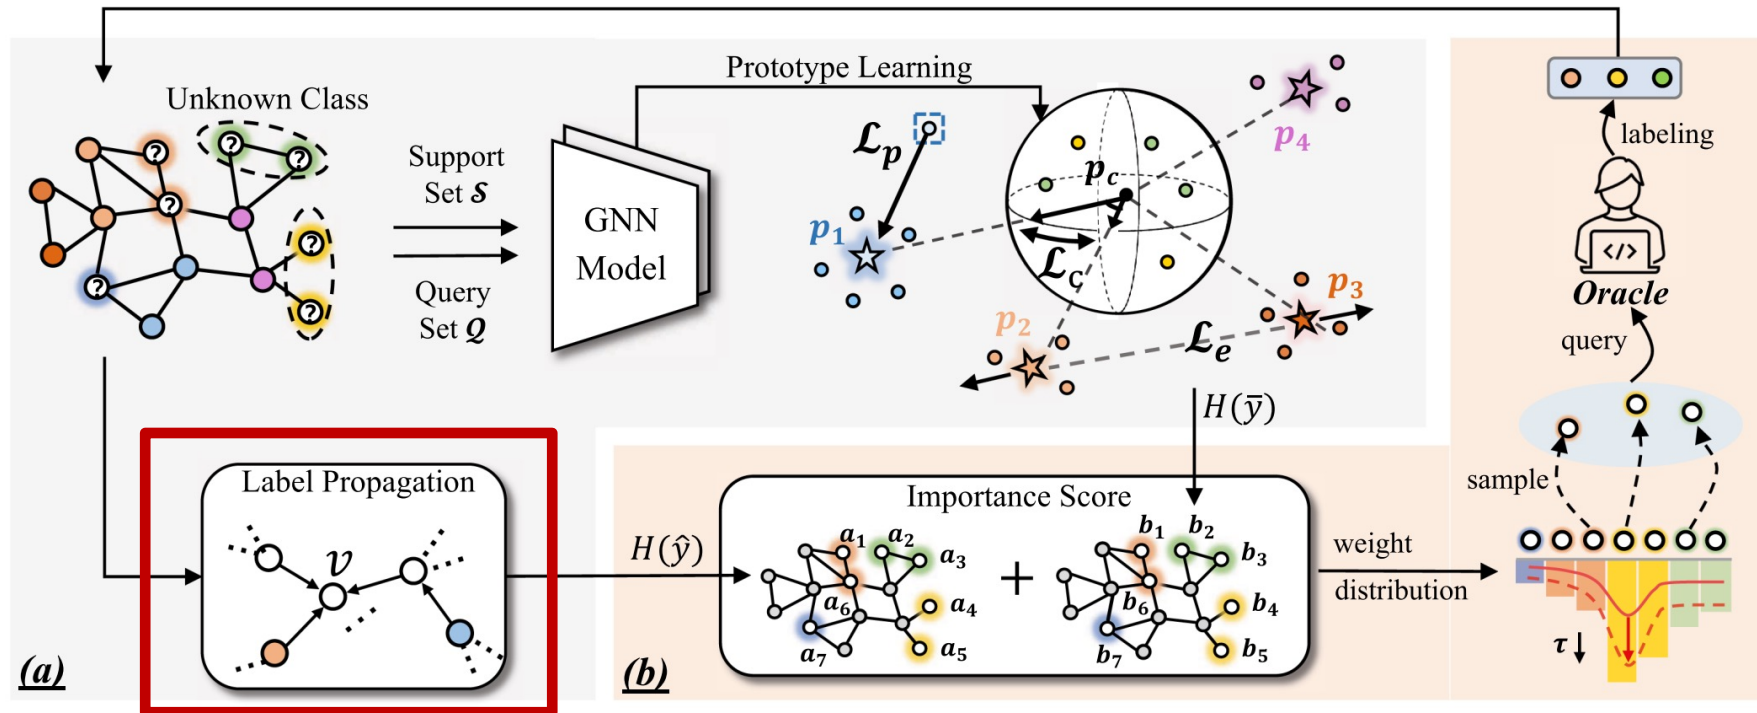 Unknown Class
?
?
?
?
?
?
?
Support
Set 𝓢
Query
Set 𝓠
GNN
Model
Prototype Learning
𝓛p
p1
p2
p3
p4
pc
𝓛c
𝓛e
H(ȳ)
labeling
</>
Oracle
query
sample
(a)
Label Propagation
v
H(ŷ)
(b)
Importance Score
a1
a2
a3
a4
a5
a6
a7
+
b1
b2
b3
b4
b5
b6
b7
weight
distribution
τ